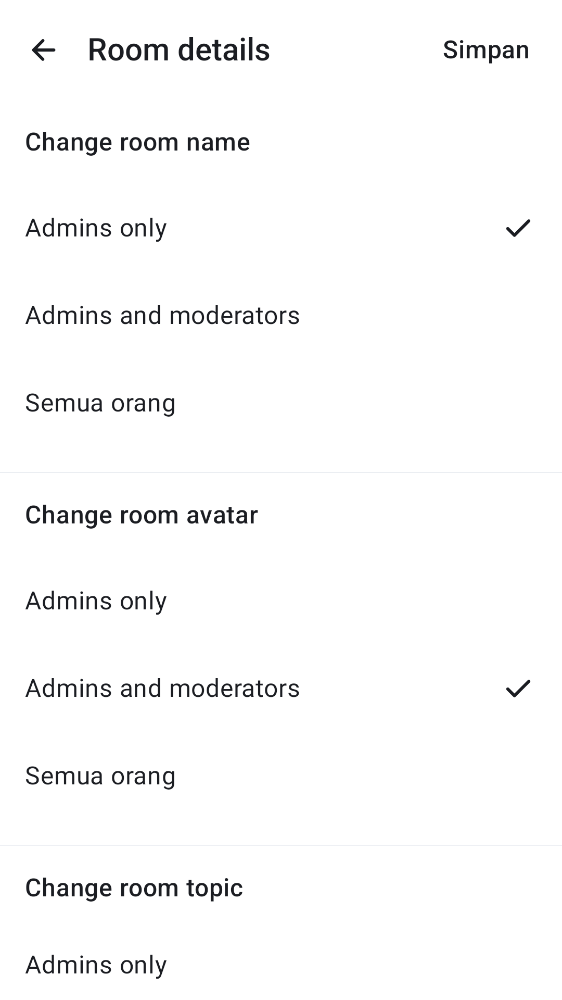 Room details
Simpan
Change room name
Admins only
Admins and moderators
Semua orang
Change room avatar
Admins only
Admins and moderators
Semua orang
Change room topic
Admins only